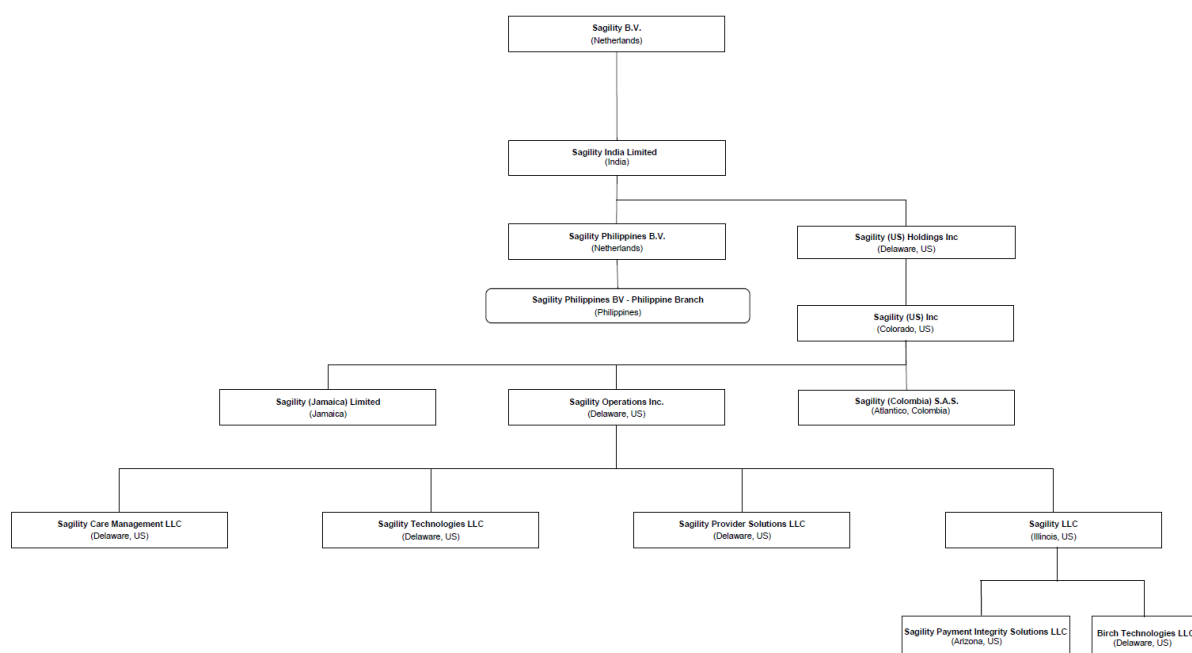 Sagility B.V.
(Netherlands)
Sagility India Limited
(India)
Sagility Philippines B.V.
(Netherlands)
Sagility (US) Holdings Inc
(Delaware, US)
Sagility Philippines BV - Philippine Branch
(Philippines)
Sagility (US) Inc
(Colorado, US)
Sagility (Jamaica) Limited
(Jamaica)
Sagility Operations Inc.
(Delaware, US)
Sagility (Colombia) S.A.S.
(Atlantico, Colombia)
Sagility Care Management LLC
(Delaware, US)
Sagility Technologies LLC
(Delaware, US)
Sagility Provider Solutions LLC
(Delaware, US)
Sagility LLC
(Illinois, US)
Sagility Payment Integrity Solutions LLC
(Arizona, US)
Birch Technologies LLC
(Delaware, US)